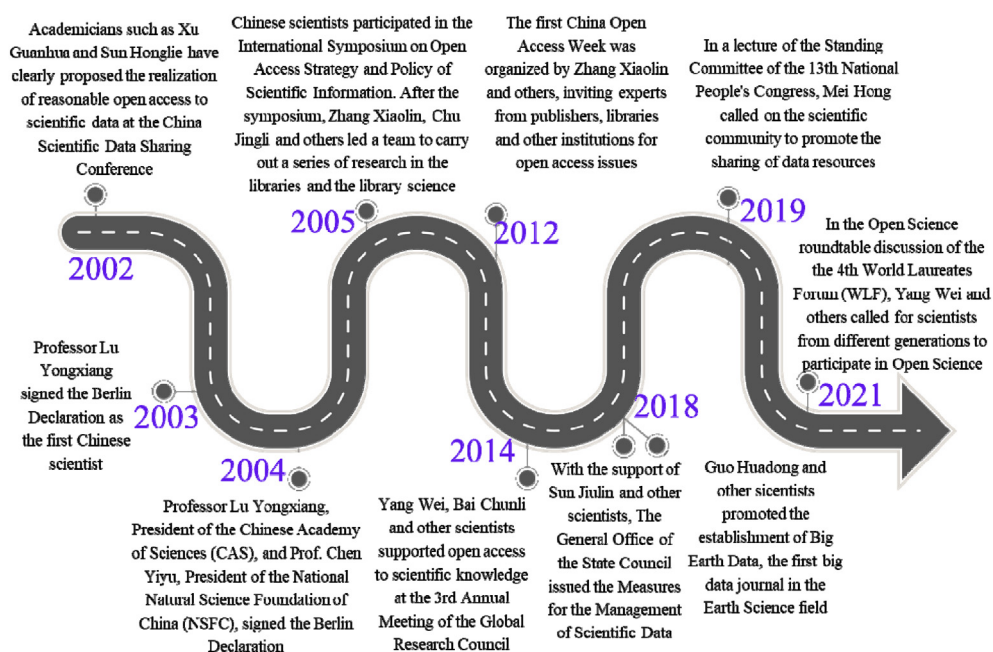 Academicians such as Xu
Guanhua and Sun Honglie have
clearly proposed the realization
of reasonable open access to
scientific data at the China
Scientific Data Sharing
Conference
2002
Professor Lu
Yongxiang
signed the Berlin
Declaration as
the first Chinese
scientist
2003
2004
Professor Lu Yongxiang,
President of the Chinese Academy
of Sciences (CAS), and Prof. Chen
Yiyu, President of the National
Natural Science Foundation of
China (NSFC), signed the Berlin
Declaration
Chinese scientists participated in the
International Symposium on Open
Access Strategy and Policy of
Scientific Information. After the
symposium, Zhang Xiaolin, Chu
Jingli and others led a team to carry
out a series of research in the
libraries and the library science
2005
The first China Open
Access Week was
organized by Zhang Xiaolin
and others, inviting experts
from publishers, libraries
and other institutions for
open access issues
2012
2014
Yang Wei, Bai Chunli
and other scientists
supported open access
to scientific knowledge
at the 3rd Annual
Meeting of the Global
Research Council
2018
With the support of
Sun Jiulin and other
scientists, The
General Office of
the State Council
issued the Measures
for the Management
of Scientific Data
Guo Huadong and
other sicentists
promoted the
establishment of Big
Earth Data, the first big
data journal in the
Earth Science field
In a lecture of the Standing
Committee of the 13th National
People's Congress, Mei Hong
called on the scientific
community to promote the
sharing of data resources
2019
In the Open Science
roundtable discussion of the
the 4th World Laureates
Forum (WLF), Yang Wei and
others called for scientists
from different generations to
participate in Open Science
2021